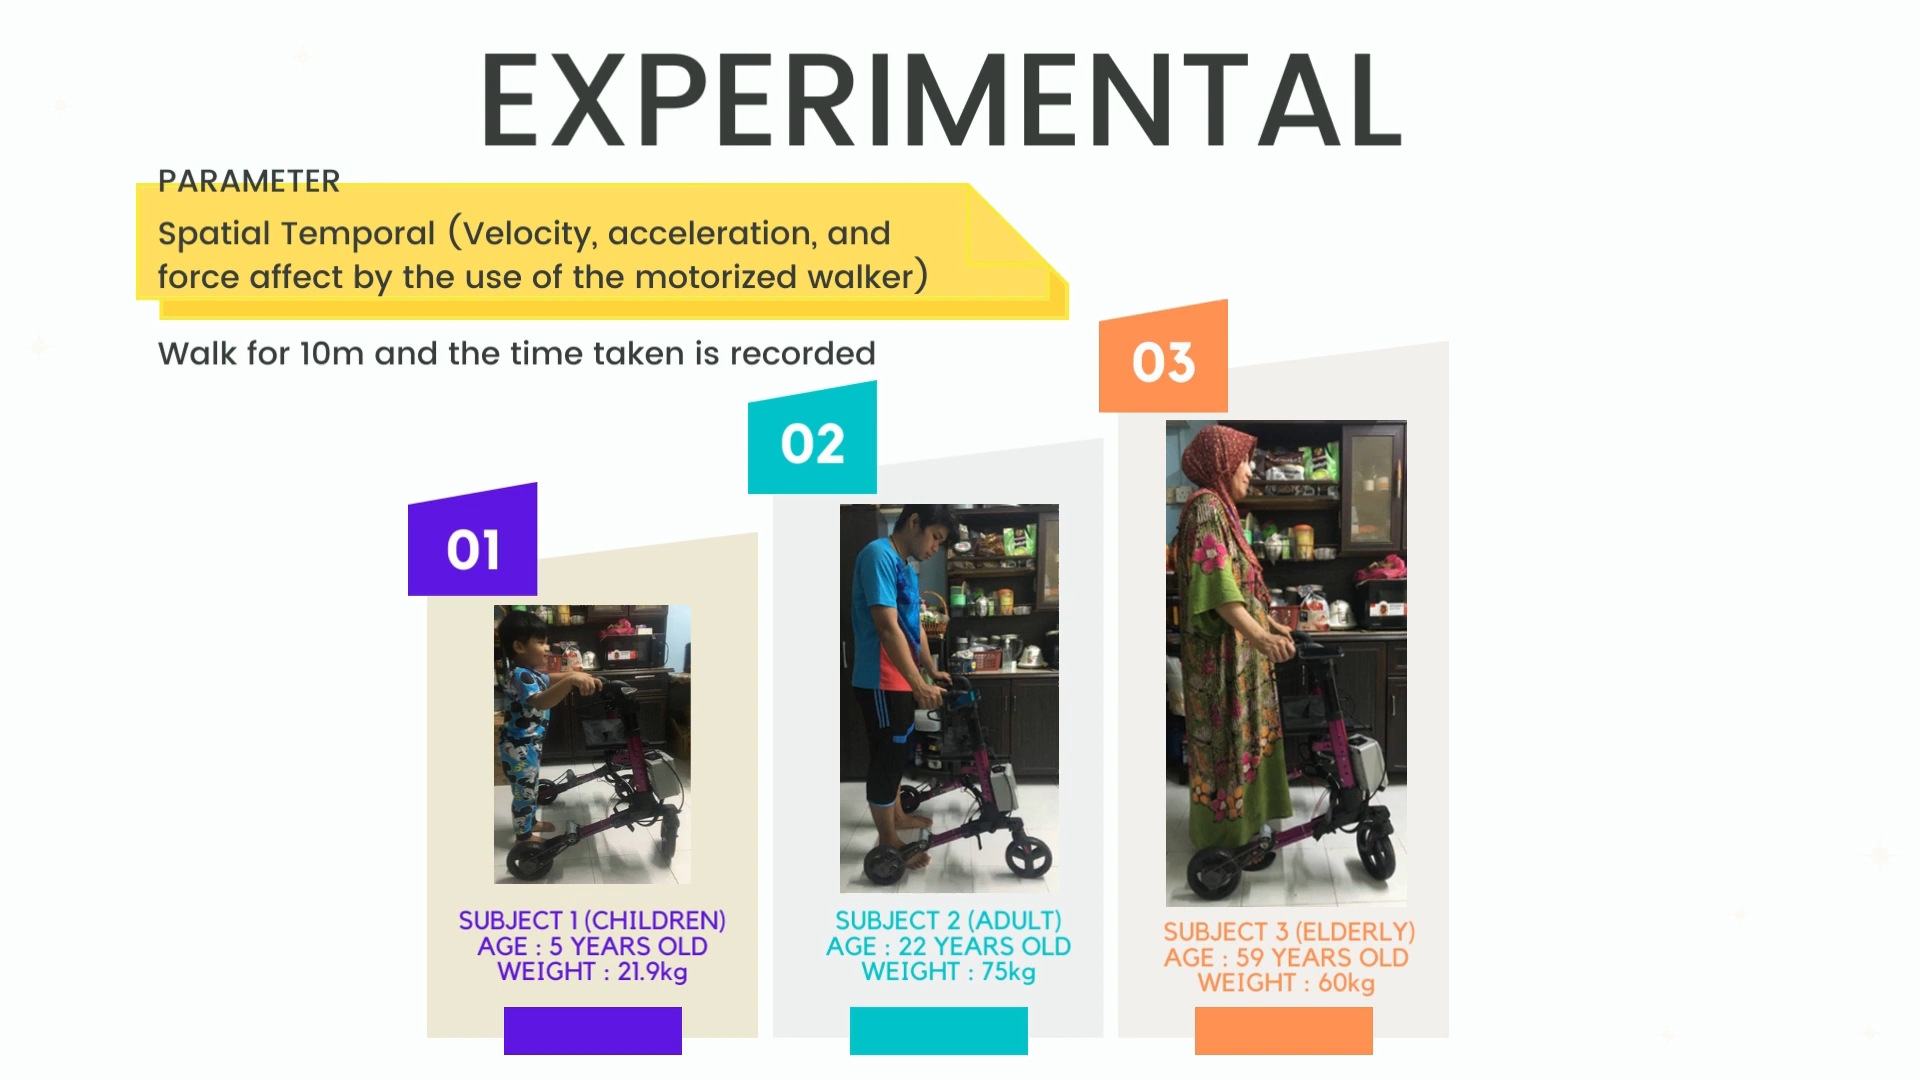 EXPERIMENTAL
PARAMETER
Spatial Temporal (Velocity, acceleration, and
force affect by the use of the motorized walker)
Walk for 10m and the time taken is recorded
01
SUBJECT 1 (CHILDREN)
AGE : 5 YEARS OLD
WEIGHT : 21.9kg
02
SUBJECT 2 (ADULT)
AGE : 22 YEARS OLD
WEIGHT : 75kg
03
SUBJECT 3 (ELDERLY)
AGE : 59 YEARS OLD
WEIGHT : 60kg